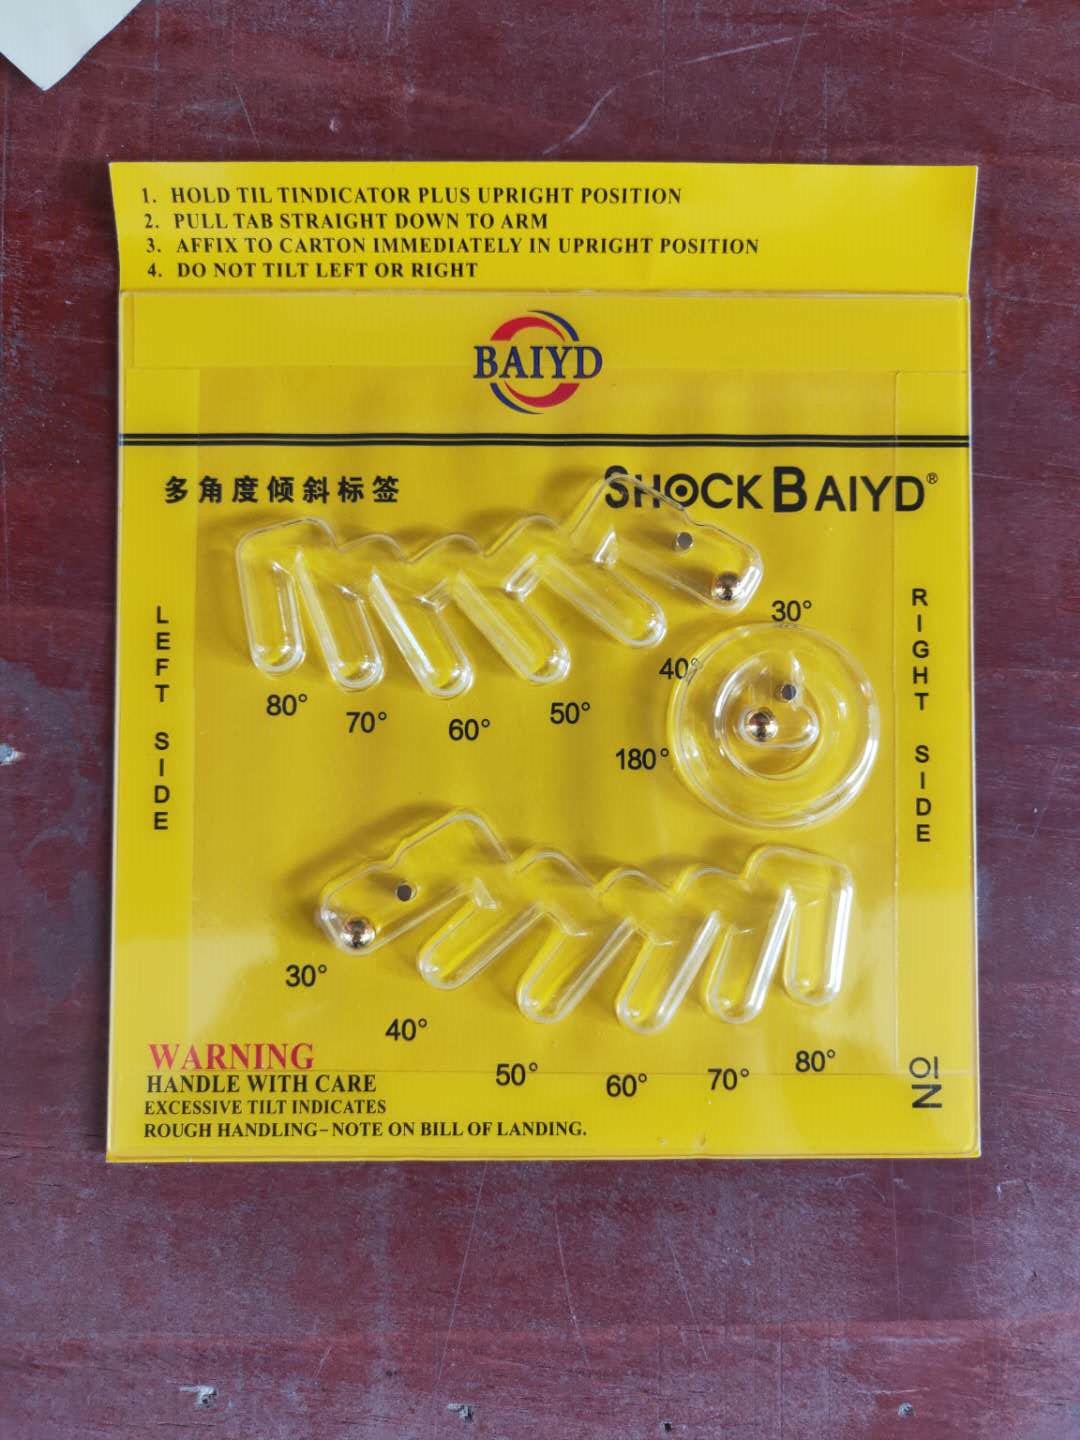 1. HOLD TIL TINDICATOR PLUS UPRIGHT POSITION
2. PULL TAB STRAIGHT DOWN TO ARM
3. AFFIX TO CARTON IMMEDIATELY IN UPRIGHT POSITION
4. DO NOT TILT LEFT OR RIGHT
BAIYD
多角度倾斜标签
SHOCKBAIYD®
LEFT SIDE
RIGHT SIDE
30°
40°
80°
70°
60°
50°
180°
30°
40°
50°
60°
70°
80°
WARNING
HANDLE WITH CARE
EXCESSIVE TILT INDICATES
ROUGH HANDLING-NOTE ON BILL OF LANDING.
No